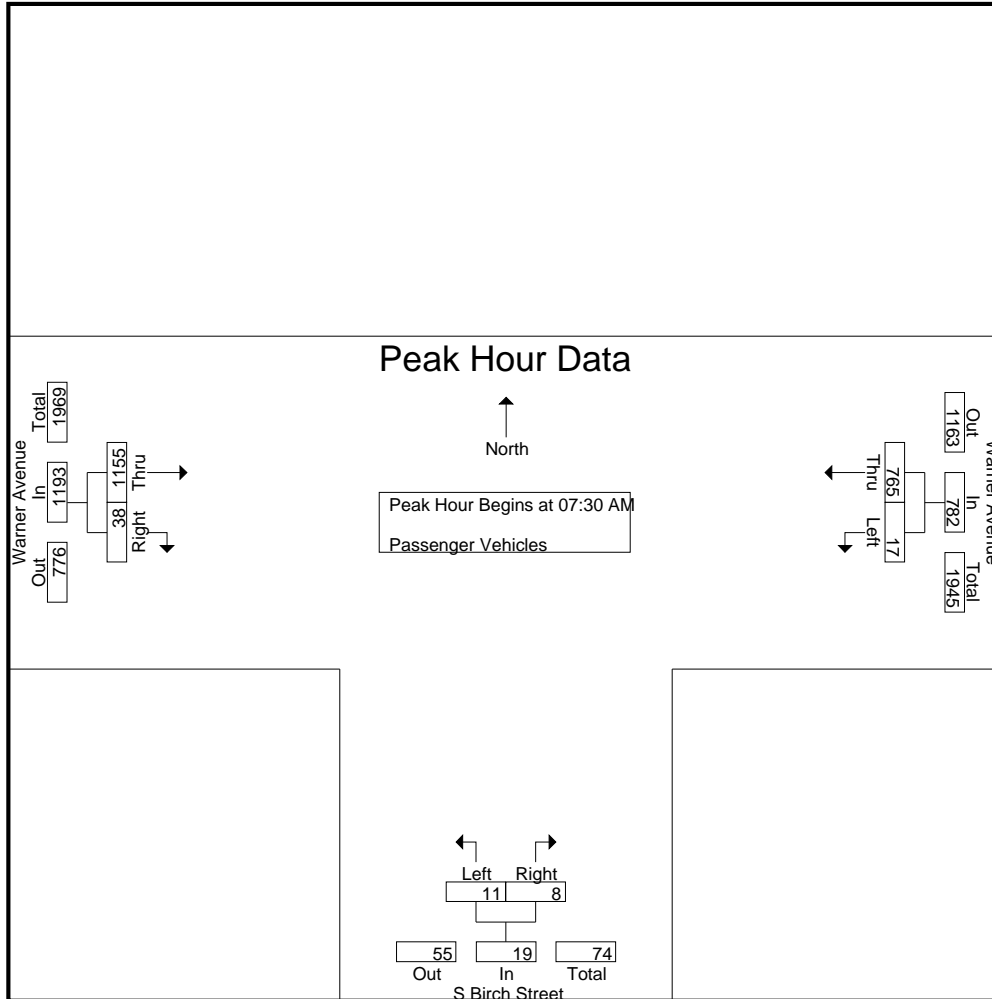 Peak Hour Data
North
Peak Hour Begins at 07:30 AM
Passenger Vehicles
Warner Avenue
Total
1969
In
1193
Out
776
1155
Thru
38
Right
Warner Avenue
Out
1163
In
782
Total
1945
765
Thru
17
Left
Left Right
11 8
55 19 74
Out In Total
S Birch Street